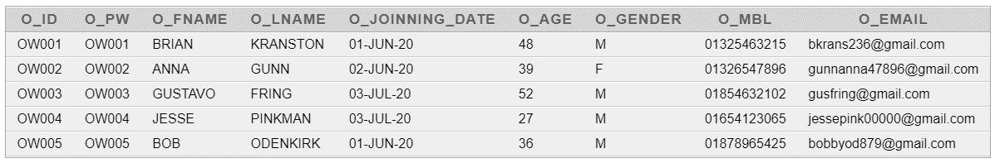 O_ID O_PW O_FNAME O_LNAME O_JOINNING_DATE O_AGE O_GENDER O_MBL O_EMAIL
OW001 OW001 BRIAN KRANSTON 01-JUN-20 48 M 01325463215 bkrans236@gmail.com
OW002 OW002 ANNA GUNN 02-JUN-20 39 F 01326547896 gunnanna47896@gmail.com
OW003 OW003 GUSTAVO FRING 03-JUL-20 52 M 01854632102 gusfring@gmail.com
OW004 OW004 JESSE PINKMAN 03-JUL-20 27 M 01654123065 jessepink00000@gmail.com
OW005 OW005 BOB ODENKIRK 01-JUN-20 36 M 01878965425 bobbyod879@gmail.com